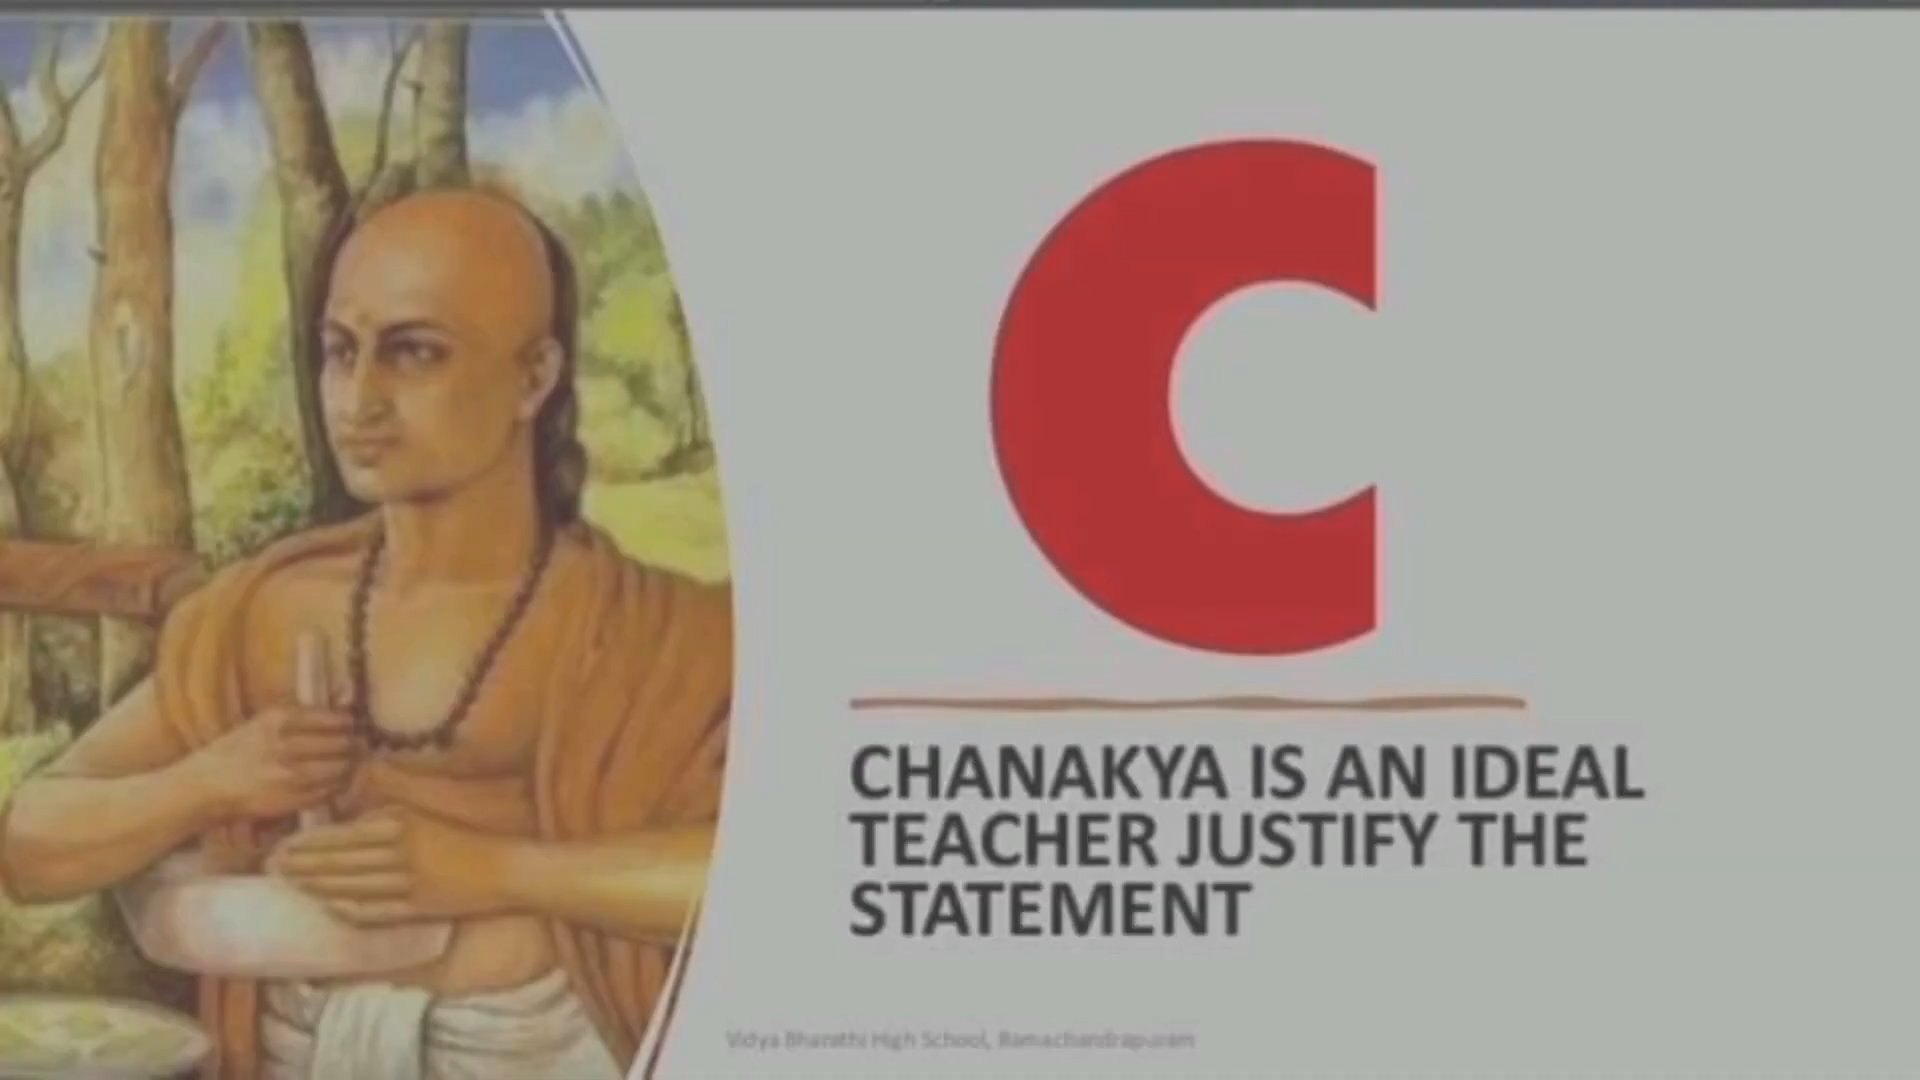 C
CHANAKYA IS AN IDEAL
TEACHER JUSTIFY THE
STATEMENT
Vidya Bharathi High School, Ramachandrapuram